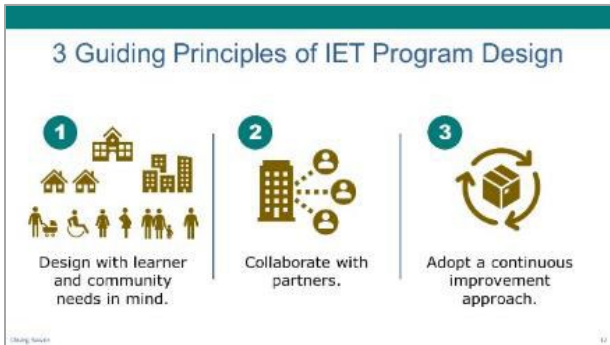 3 Guiding Principles of IET Program Design
1
2
3
Design with learner
and community
needs in mind.
Collaborate with
partners.
Adopt a continuous
improvement
approach.